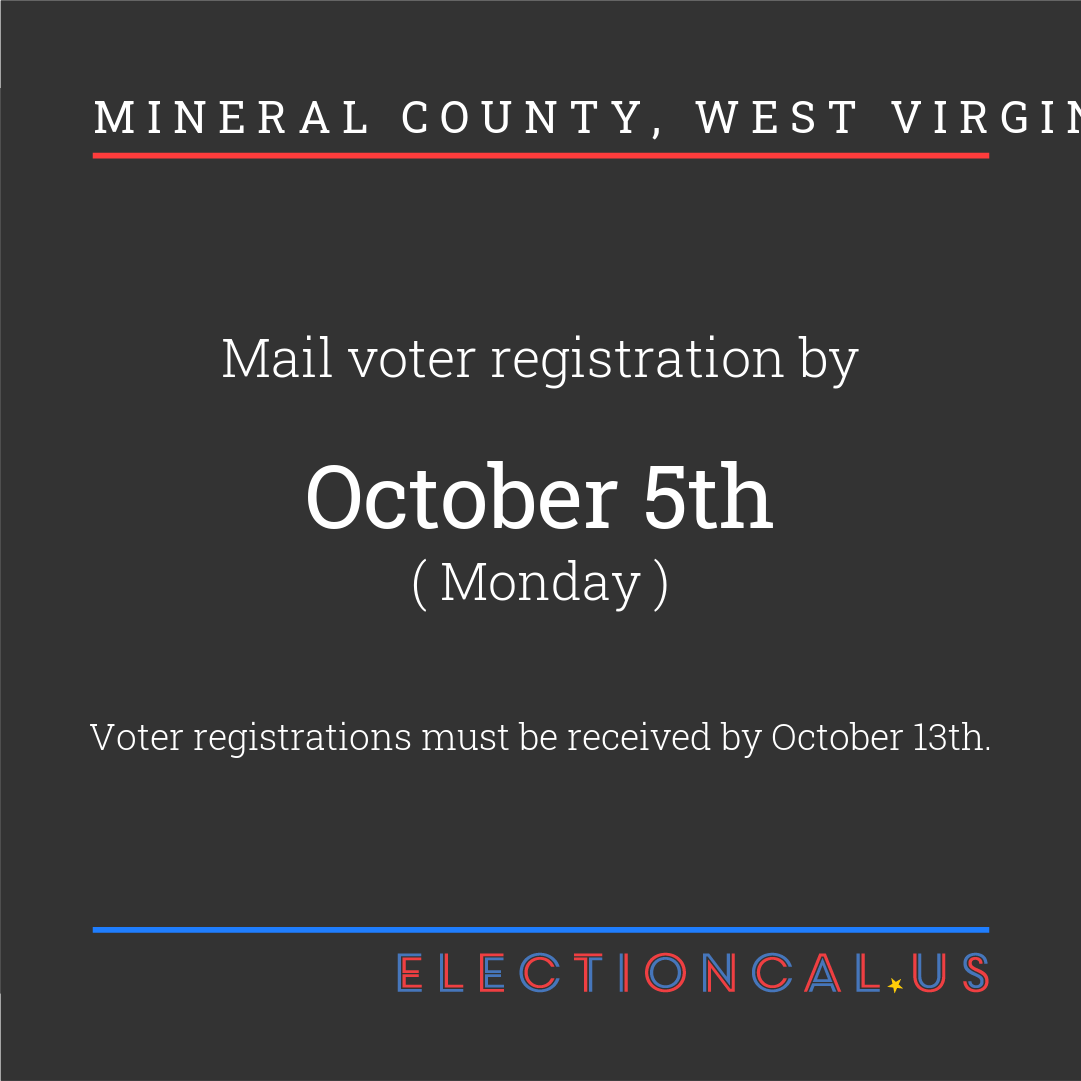 MINERAL COUNTY, WEST VIRGIN
Mail voter registration by
October 5th
( Monday )
Voter registrations must be received by October 13th.
ELECTIONCAL.US